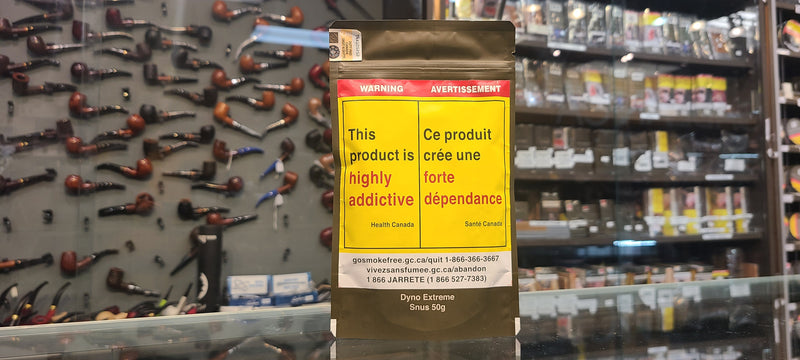 WARNING
AVERTISSEMENT
This
product is
highly
addictive
Health Canada
Ce produit
crée une
forte
dépendance
Santé Canada
gosmokefree.gc.ca/quit 1-866-366-3667
vivezsansfumee.gc.ca/abandon
1 866 JARRETE (1 866 527-7383)
Dyno Extreme
Snus 50g